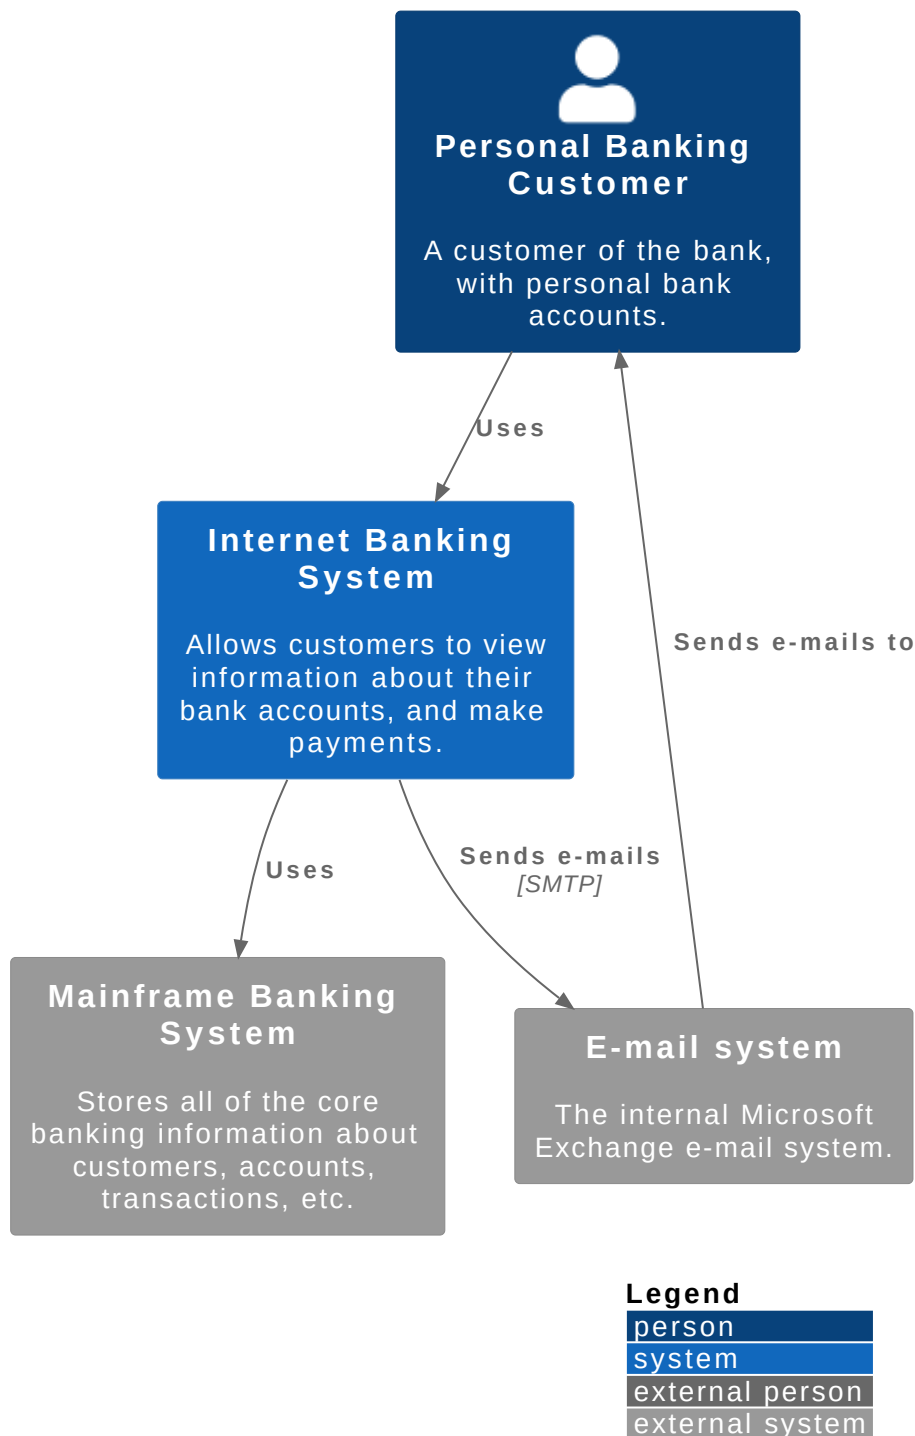 Personal Banking
Customer
A customer of the bank,
with personal bank
accounts.
Uses
Internet Banking
System
Allows customers to view
information about their
bank accounts, and make
payments.
Sends e-mails to
Uses
Sends e-mails
[SMTP]
Mainframe Banking
System
Stores all of the core
banking information about
customers, accounts,
transactions, etc.
E-mail system
The internal Microsoft
Exchange e-mail system.
Legend
person
system
external person
external system